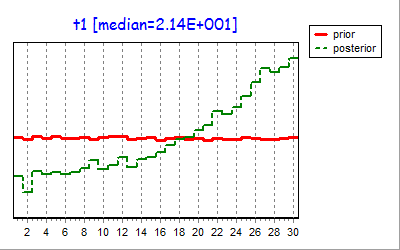 t1 [median=2.14E+001]
prior
posterior
2 4 6 8 10 12 14 16 18 20 22 24 26 28 30